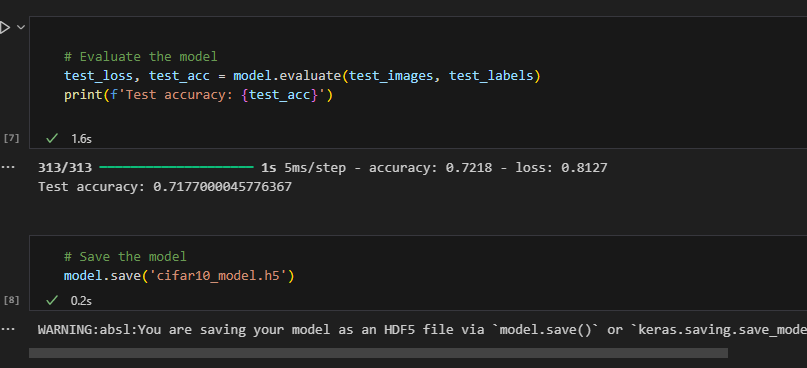 # Evaluate the model
test_loss, test_acc = model.evaluate(test_images, test_labels)
print(f'Test accuracy: {test_acc}')
[7]
1.6s
...
313/313 ━━━━━━━━━━━━━━━━━━━━ 1s 5ms/step - accuracy: 0.7218 - loss: 0.8127
Test accuracy: 0.7177000045776367
# Save the model
model.save('cifar10_model.h5')
[8]
0.2s
...
WARNING:absl:You are saving your model as an HDF5 file via `model.save()` or `keras.saving.save_mode